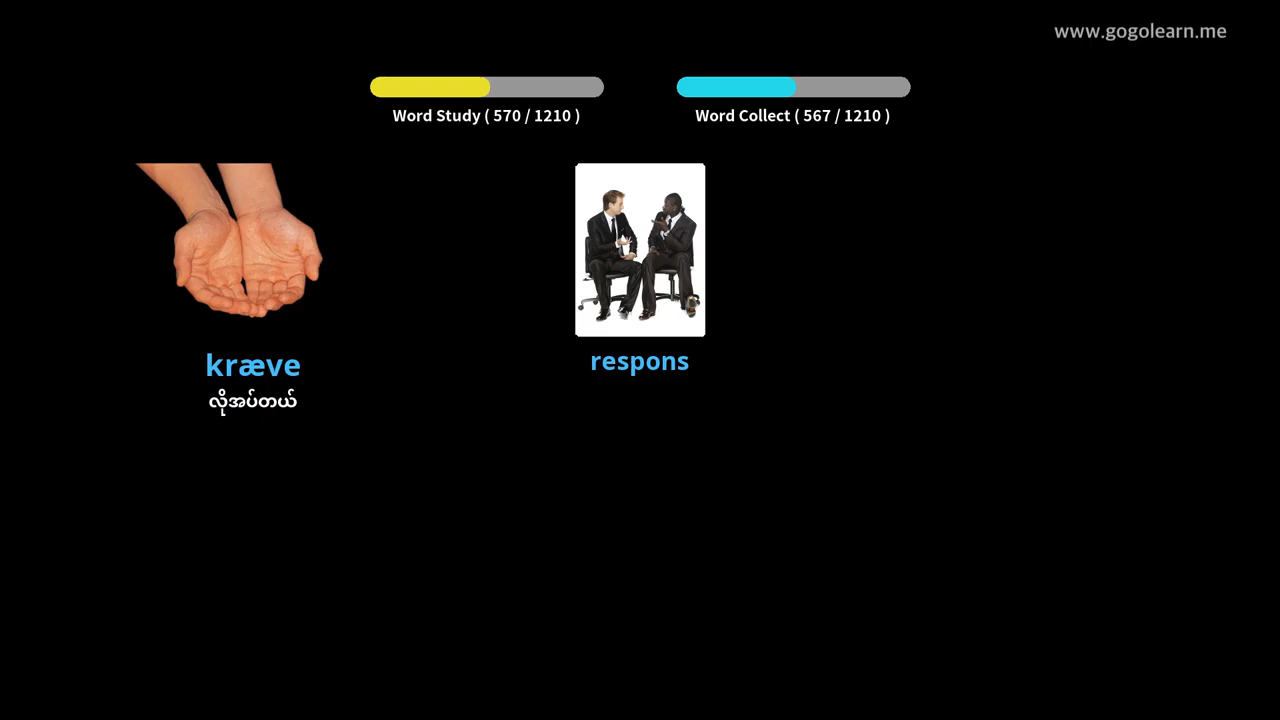 www.gogolearn.me
Word Study ( 570 / 1210 )
Word Collect ( 567 / 1210 )
kræve
လိုအပ်တယ်
respons